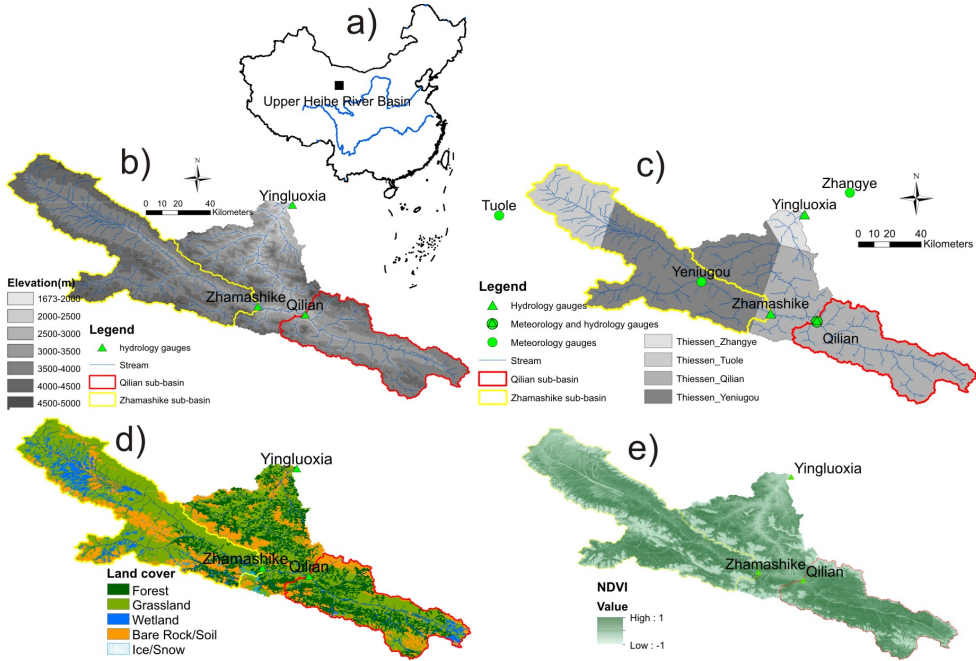 a)
Upper Heihe River Basin
b)
N
0 10 20 40
Kilometers
Yingluoxia
Zhamashike
Qilian
Elevation(m)
1673-2000
2000-2500
2500-3000
3000-3500
3500-4000
4000-4500
4500-5000
Legend
hydrology gauges
Stream
Qilian sub-basin
Zhamashike sub-basin
c)
Tuole
Zhangye
Yingluoxia
N
0 10 20 40
Kilometers
Yeniugou
Zhamashike
Qilian
Legend
Hydrology gauges
Meteorology and hydrology gauges
Meteorology gauges
Stream
Qilian sub-basin
Zhamashike sub-basin
Thiessen_Zhangye
Thiessen_Tuole
Thiessen_Qilian
Thiessen_Yeniugou
d)
Yingluoxia
Zhamashike
Qilian
Land cover
Forest
Grassland
Wetland
Bare Rock/Soil
Ice/Snow
e)
Yingluoxia
Zhamashike
Qilian
NDVI
Value
High : 1
Low : -1